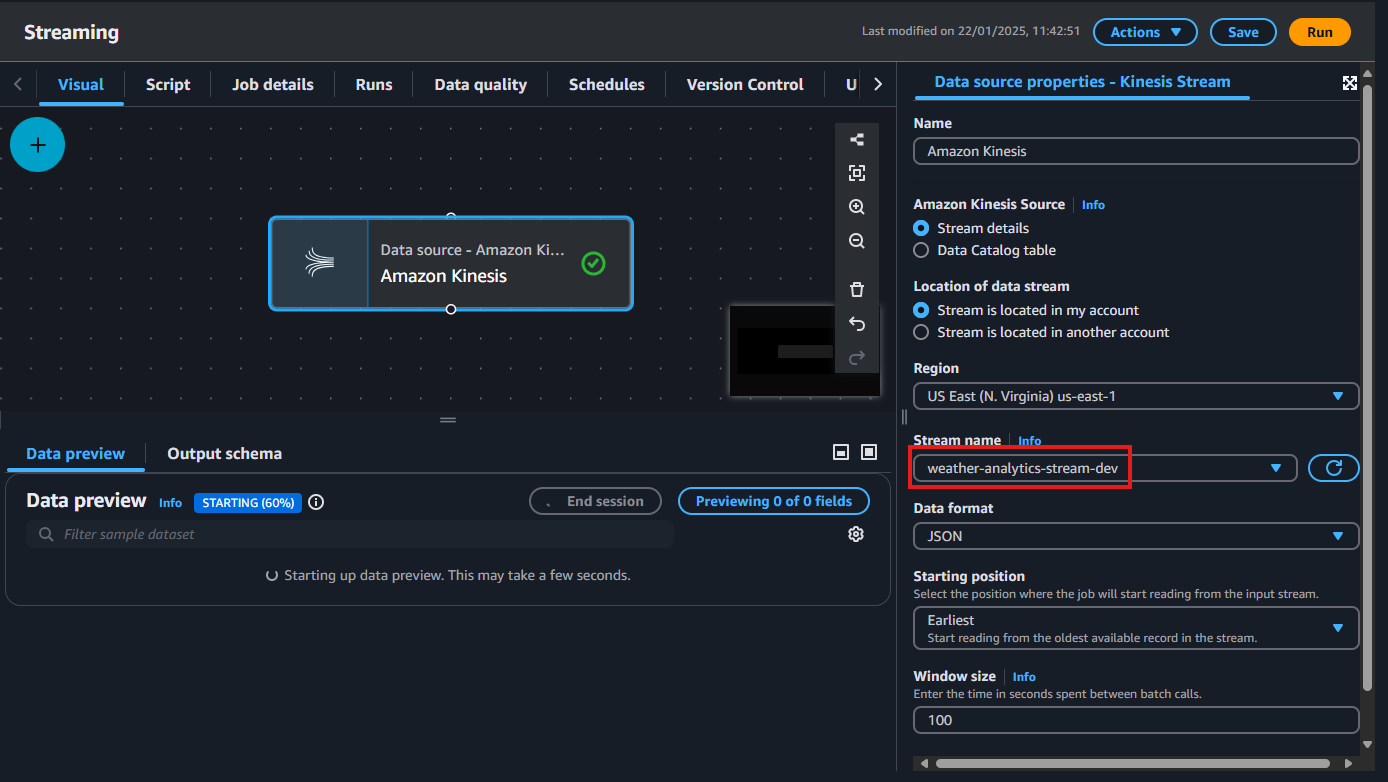 Streaming
Last modified on 22/01/2025, 11:42:51
Actions
Save
Run
Visual
Script
Job details
Runs
Data quality
Schedules
Version Control
U
Data source - Amazon Ki...
Amazon Kinesis
Data preview
Output schema
Data preview
Info
STARTING (60%)
End session
Previewing 0 of 0 fields
Filter sample dataset
Starting up data preview. This may take a few seconds.
Data source properties - Kinesis Stream
Name
Amazon Kinesis
Amazon Kinesis Source
Info
Stream details
Data Catalog table
Location of data stream
Stream is located in my account
Stream is located in another account
Region
US East (N. Virginia) us-east-1
Stream name
Info
weather-analytics-stream-dev
Data format
JSON
Starting position
Select the position where the job will start reading from the input stream.
Earliest
Start reading from the oldest available record in the stream.
Window size
Info
Enter the time in seconds spent between batch calls.
100